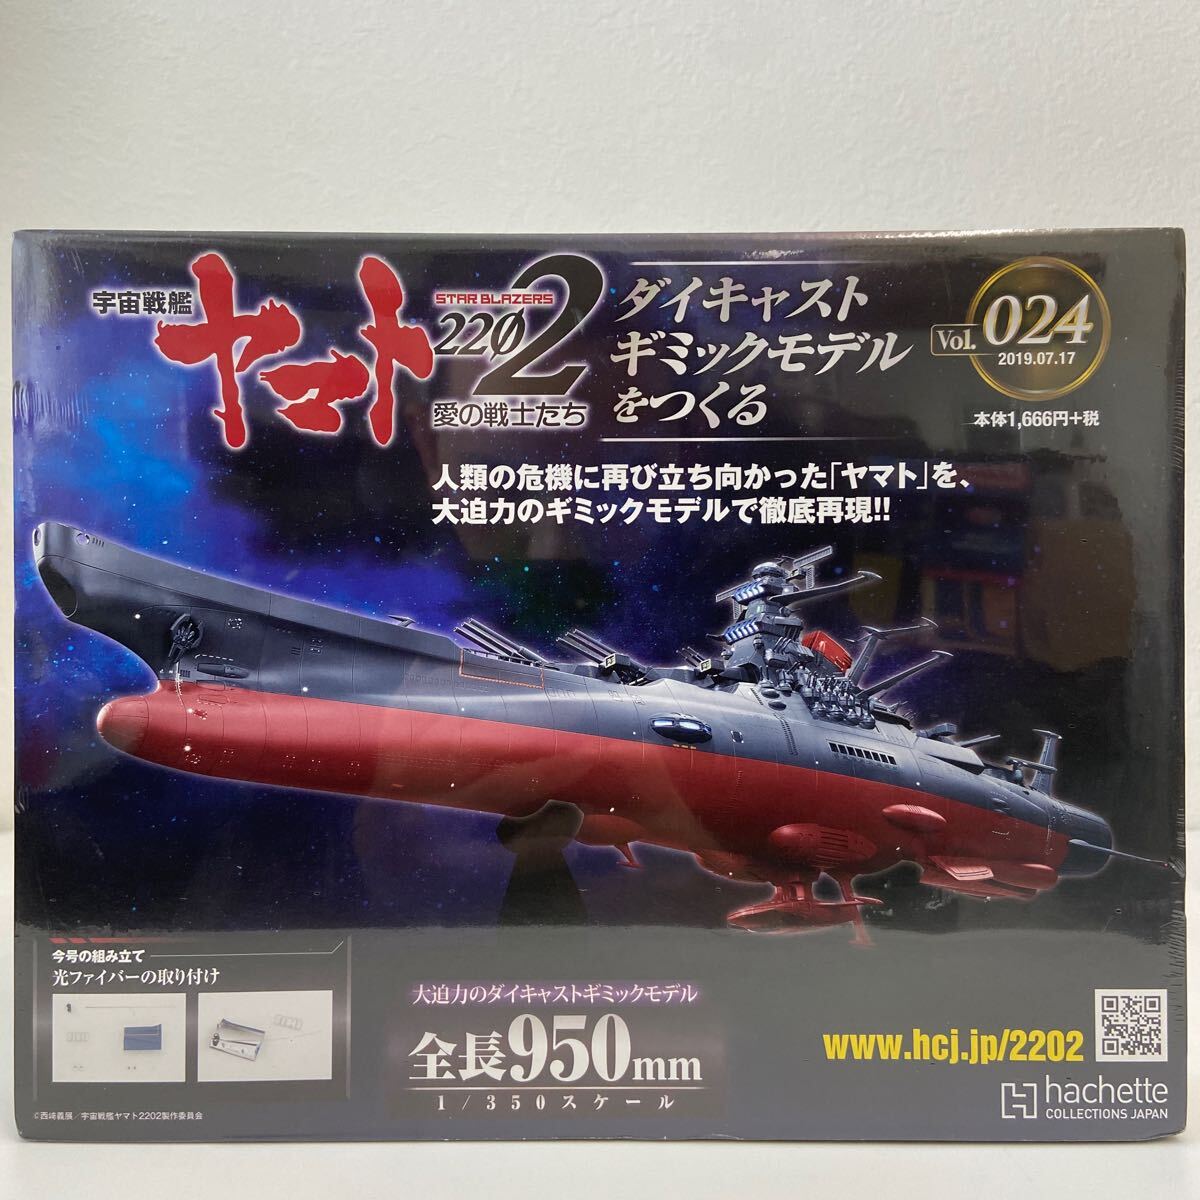 宇宙戦艦
ヤマト
STAR BLAZERS
2202
愛の戦士たち
ダイキャスト
ギミックモデル
をつくる
Vol. 024
2019.07.17
本体1,666円+税
人類の危機に再び立ち向かった「ヤマト」を、
大迫力のギミックモデルで徹底再現!!
今号の組み立て
光ファイバーの取り付け
大迫力のダイキャストギミックモデル
全長950mm
1/350スケール
www.hcj.jp/2202
hachette
COLLECTIONS JAPAN
©西﨑義展/宇宙戦艦ヤマト2202製作委員会